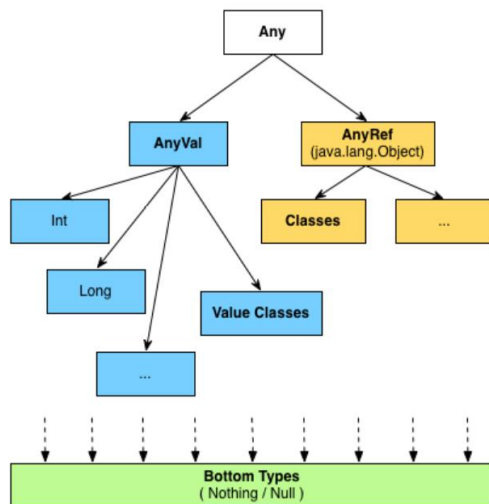 Any
AnyVal
AnyRef
(java.lang.Object)
Int
Classes
...
Long
Value Classes
...
Bottom Types
( Nothing / Null )